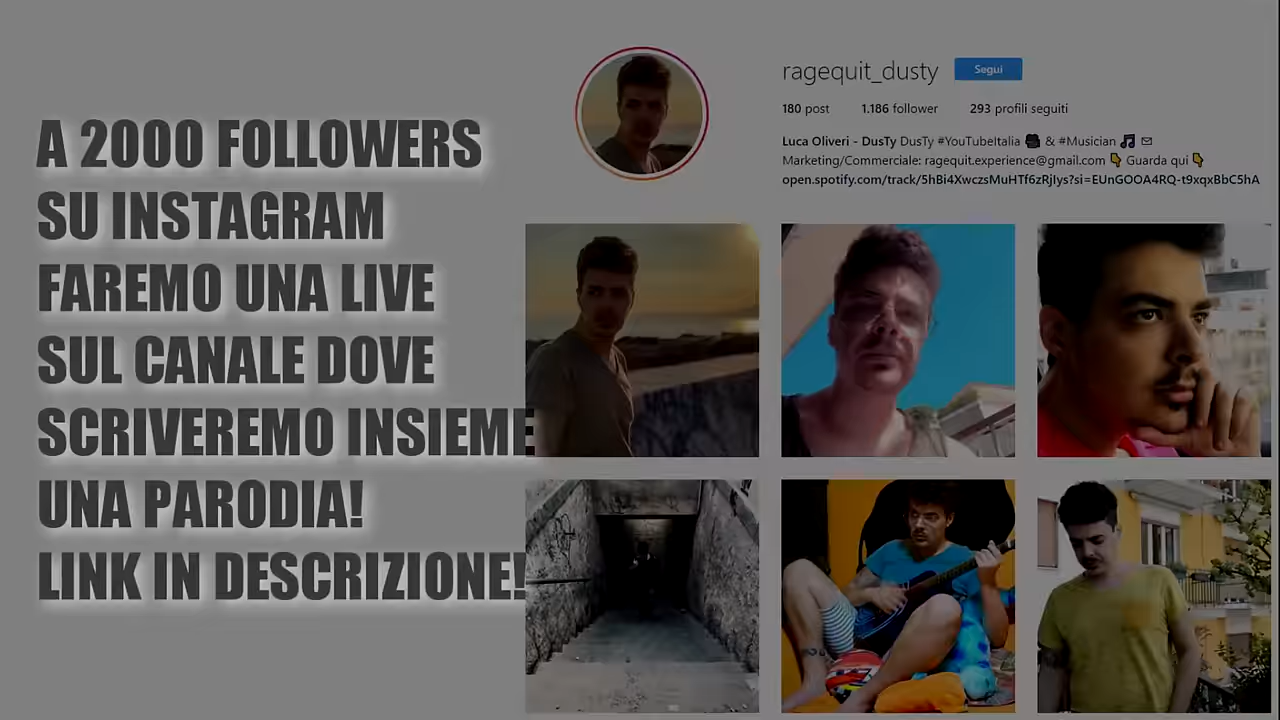 A 2000 FOLLOWERS
SU INSTAGRAM
FAREMO UNA LIVE
SUL CANALE DOVE
SCRIVEREMO INSIEME
UNA PARODIA!
LINK IN DESCRIZIONE!
ragequit_dusty Segui
180 post 1.186 follower 293 profili seguiti
Luca Oliveri - DusTy DusTy #YouTubeItalia & #Musician
Marketing/Commerciale: ragequit.experience@gmail.com 👇 Guarda qui 👇
open.spotify.com/track/5hBi4XwczsMuHTf6zRjIys?si=EUnGOOA4RQ-t9xqxBbC5hA